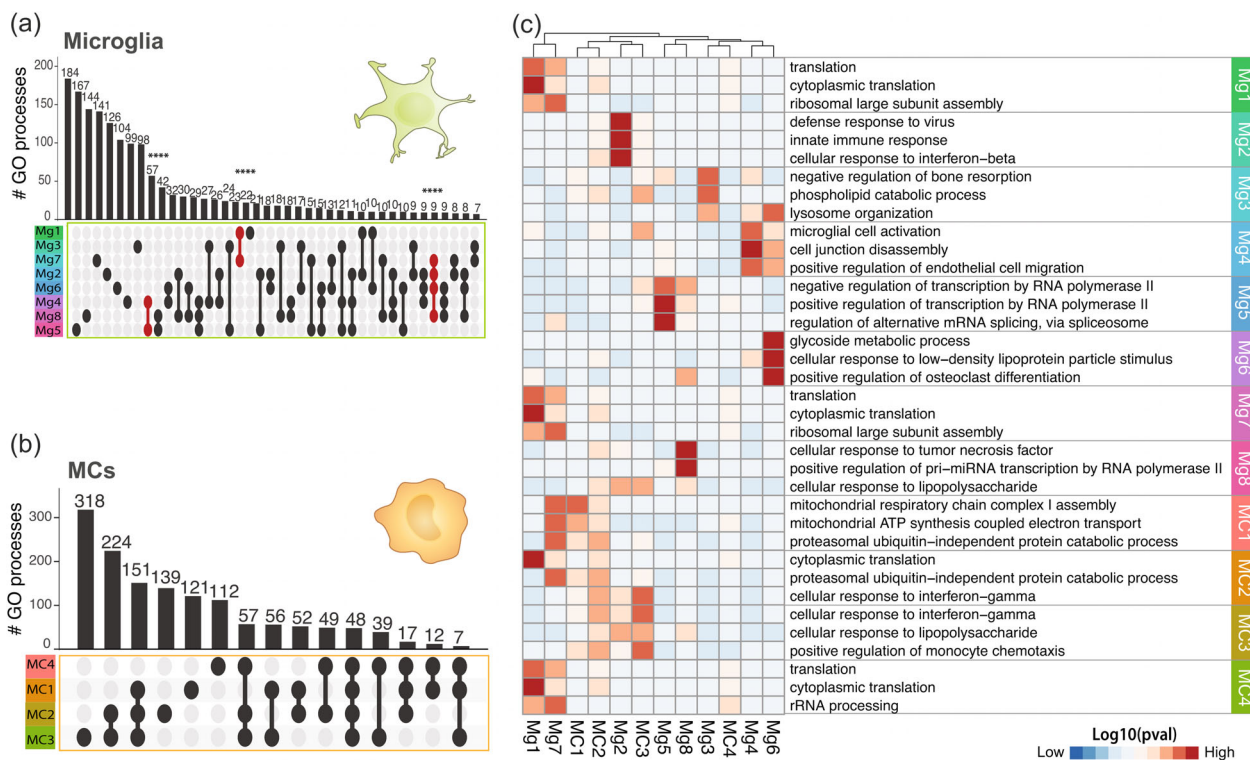 (a)
Microglia
# GO processes
200
150
100
50
0
184
167
144
141
126
104
99
98
57
42
32
30
29
27
26
24
23
22
21
18
18
18
17
15
15
13
12
11
10
10
10
10
10
9
9
9
9
8
8
7
****
****
****
Mg1
Mg3
Mg7
Mg2
Mg6
Mg4
Mg8
Mg5
(b)
MCs
# GO processes
300
200
100
0
318
224
151
139
121
112
57
56
52
49
48
39
17
12
7
MC4
MC1
MC2
MC3
(c)
translation
cytoplasmic translation
ribosomal large subunit assembly
Mg1
defense response to virus
innate immune response
cellular response to interferon−beta
Mg2
negative regulation of bone resorption
phospholipid catabolic process
lysosome organization
Mg3
microglial cell activation
cell junction disassembly
positive regulation of endothelial cell migration
Mg4
negative regulation of transcription by RNA polymerase II
positive regulation of transcription by RNA polymerase II
regulation of alternative mRNA splicing, via spliceosome
Mg5
glycoside metabolic process
cellular response to low−density lipoprotein particle stimulus
positive regulation of osteoclast differentiation
Mg6
translation
cytoplasmic translation
ribosomal large subunit assembly
Mg7
cellular response to tumor necrosis factor
positive regulation of pri−miRNA transcription by RNA polymerase II
cellular response to lipopolysaccharide
Mg8
mitochondrial respiratory chain complex I assembly
mitochondrial ATP synthesis coupled electron transport
proteasomal ubiquitin−independent protein catabolic process
MC1
cytoplasmic translation
proteasomal ubiquitin−independent protein catabolic process
cellular response to interferon−gamma
MC2
cellular response to interferon−gamma
cellular response to lipopolysaccharide
positive regulation of monocyte chemotaxis
MC3
translation
cytoplasmic translation
rRNA processing
MC4
Mg1
Mg7
MC1
MC2
Mg2
MC3
Mg5
Mg8
Mg3
MC4
Mg4
Mg6
Log10(pval)
Low
High